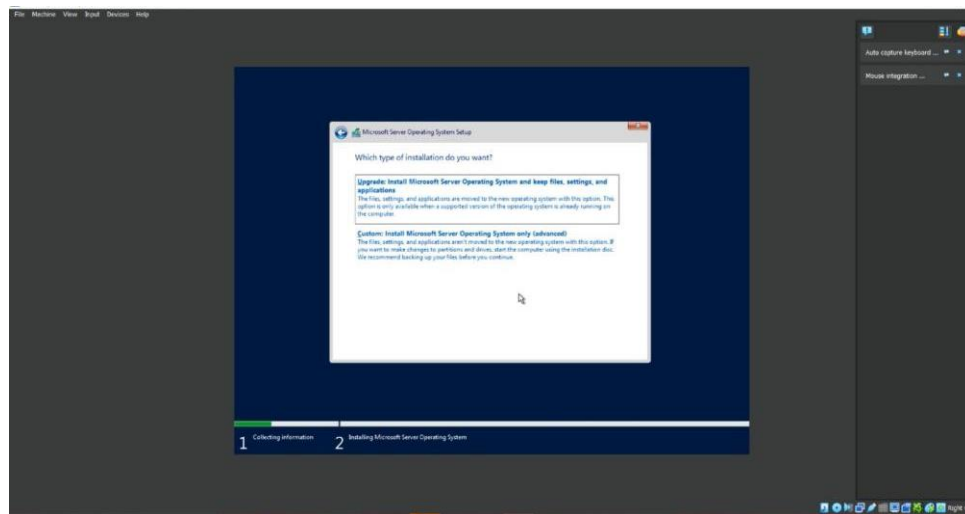 File Machine View Input Devices Help
Auto capture keyboard ...
Mouse integration ...
Microsoft Server Operating System Setup
Which type of installation do you want?
Upgrade: Install Microsoft Server Operating System and keep files, settings, and
applications
The files, settings, and applications are moved to the new operating system with this option. This
option is only available when a supported version of the operating system is already running on
the computer.
Custom: Install Microsoft Server Operating System only (advanced)
The files, settings, and applications aren't moved to the new operating system with this option. If
you want to make changes to partitions and drives, start the computer using the installation disc.
We recommend backing up your files before you continue.
1 Collecting information
2 Installing Microsoft Server Operating System
Right